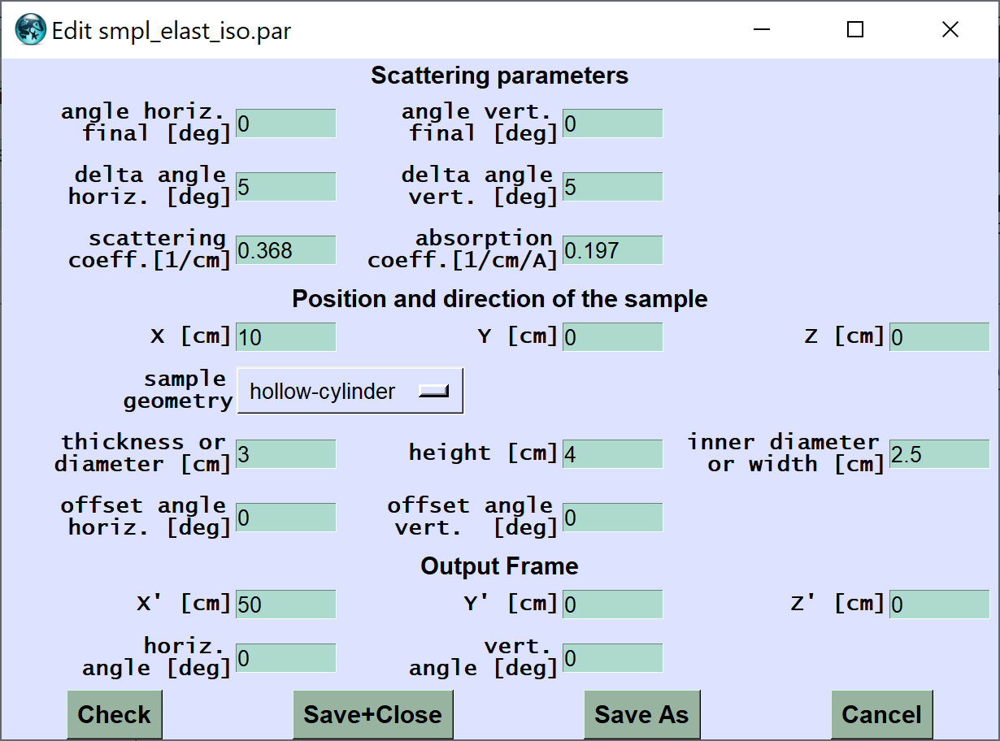 Edit smpl_elast_iso.par
Scattering parameters
angle horiz. final [deg] 0 angle vert. final [deg] 0
delta angle horiz. [deg] 5 delta angle vert. [deg] 5
scattering coeff.[1/cm] 0.368 absorption coeff.[1/cm/A] 0.197
Position and direction of the sample
X [cm] 10 Y [cm] 0 Z [cm] 0
sample geometry hollow-cylinder
thickness or diameter [cm] 3 height [cm] 4 inner diameter or width [cm] 2.5
offset angle horiz. [deg] 0 offset angle vert. [deg] 0
Output Frame
X' [cm] 50 Y' [cm] 0 Z' [cm] 0
horiz. angle [deg] 0 vert. angle [deg] 0
Check Save+Close Save As Cancel